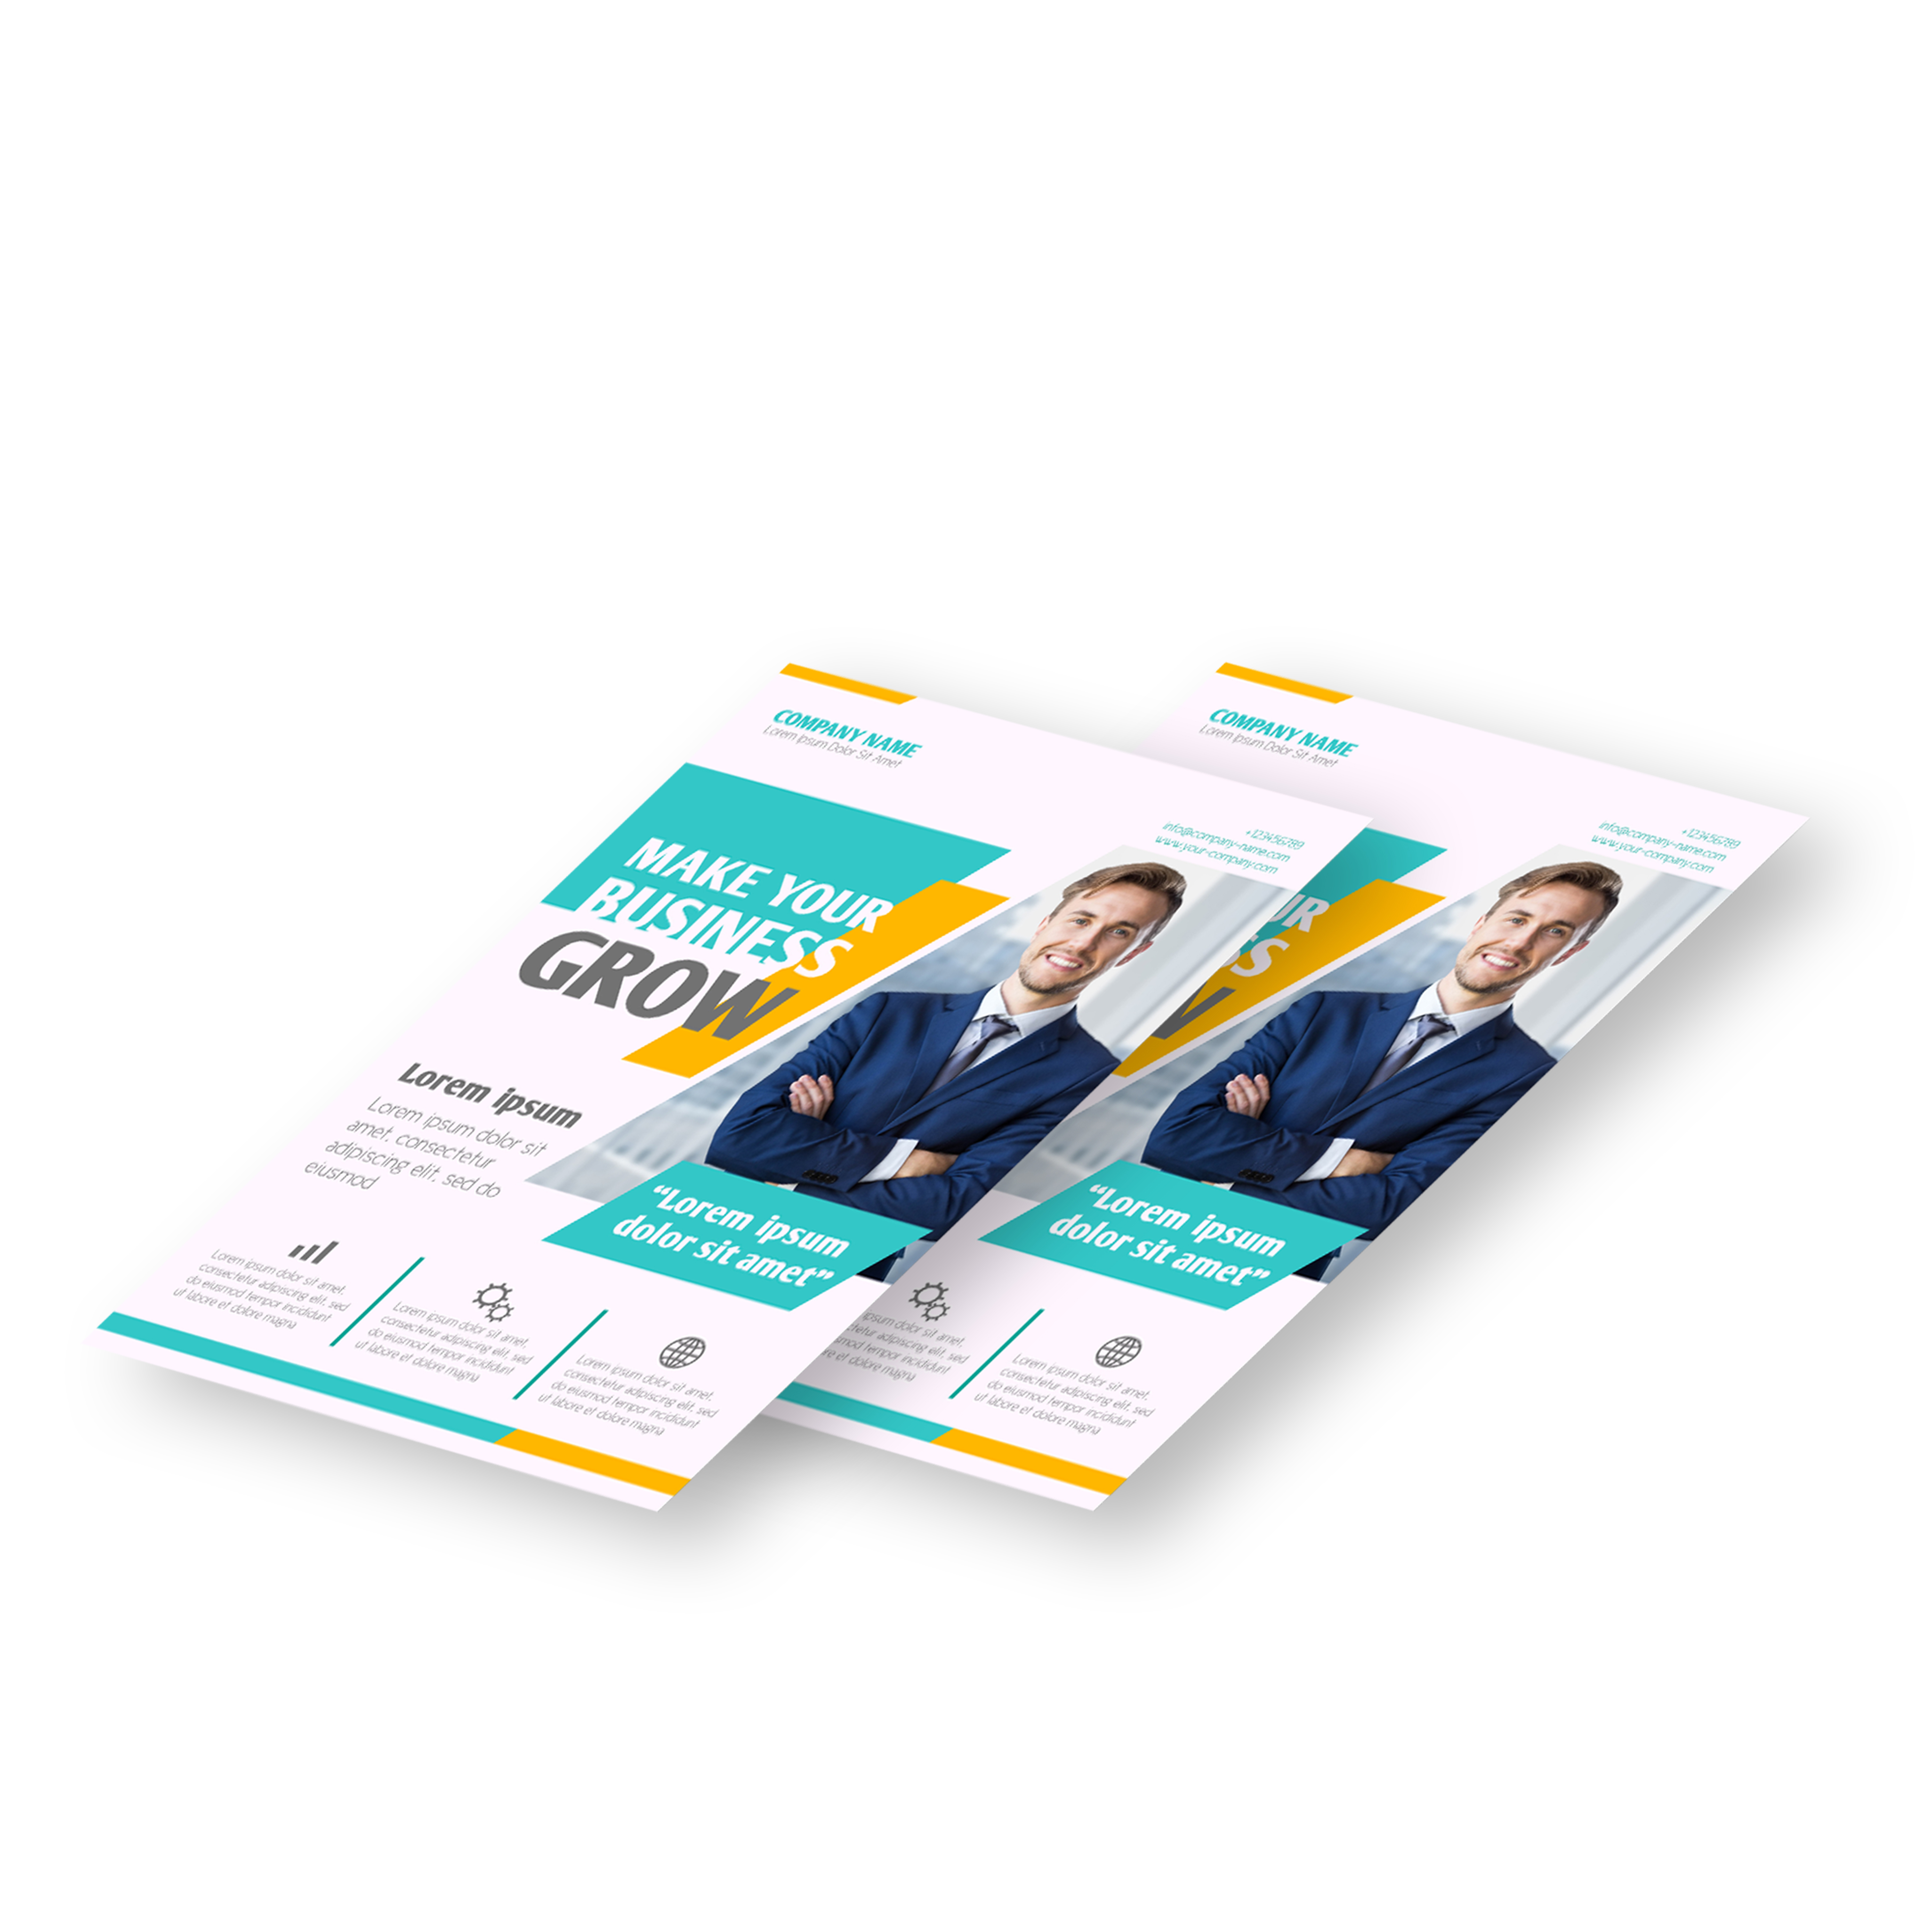 COMPANY NAME
Lorem Ipsum Dolor Sit Amet
+123456789
info@company-name.com
www.your-company.com
MAKE YOUR
BUSINESS
GROW
Lorem ipsum
Lorem ipsum dolor sit
amet, consectetur
adipiscing elit, sed do
eiusmod
“Lorem ipsum
dolor sit amet”
Lorem ipsum dolor sit amet,
consectetur adipiscing elit, sed
do eiusmod tempor incididunt
ut labore et dolore magna
Lorem ipsum dolor sit amet,
consectetur adipiscing elit, sed
do eiusmod tempor incididunt
ut labore et dolore magna
Lorem ipsum dolor sit amet,
consectetur adipiscing elit, sed
do eiusmod tempor incididunt
ut labore et dolore magna
COMPANY NAME
Lorem Ipsum Dolor Sit Amet
+123456789
info@company-name.com
www.your-company.com
UR
SS
W
“Lorem ipsum
dolor sit amet”
ipsum dolor sit amet,
adipiscing elit, sed
do eiusmod tempor incididunt
et dolore magna
Lorem ipsum dolor sit amet,
consectetur adipiscing elit, sed
do eiusmod tempor incididunt
ut labore et dolore magna